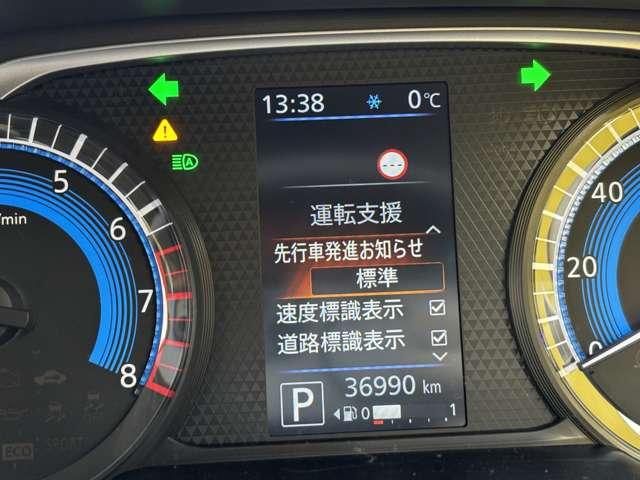 13:38 0℃
運転支援
先行車発進お知らせ
標準
速度標識表示
道路標識表示
P 36990 km
0 1
/min
5
6
7
8
40
20
0
A
ECO SPORT